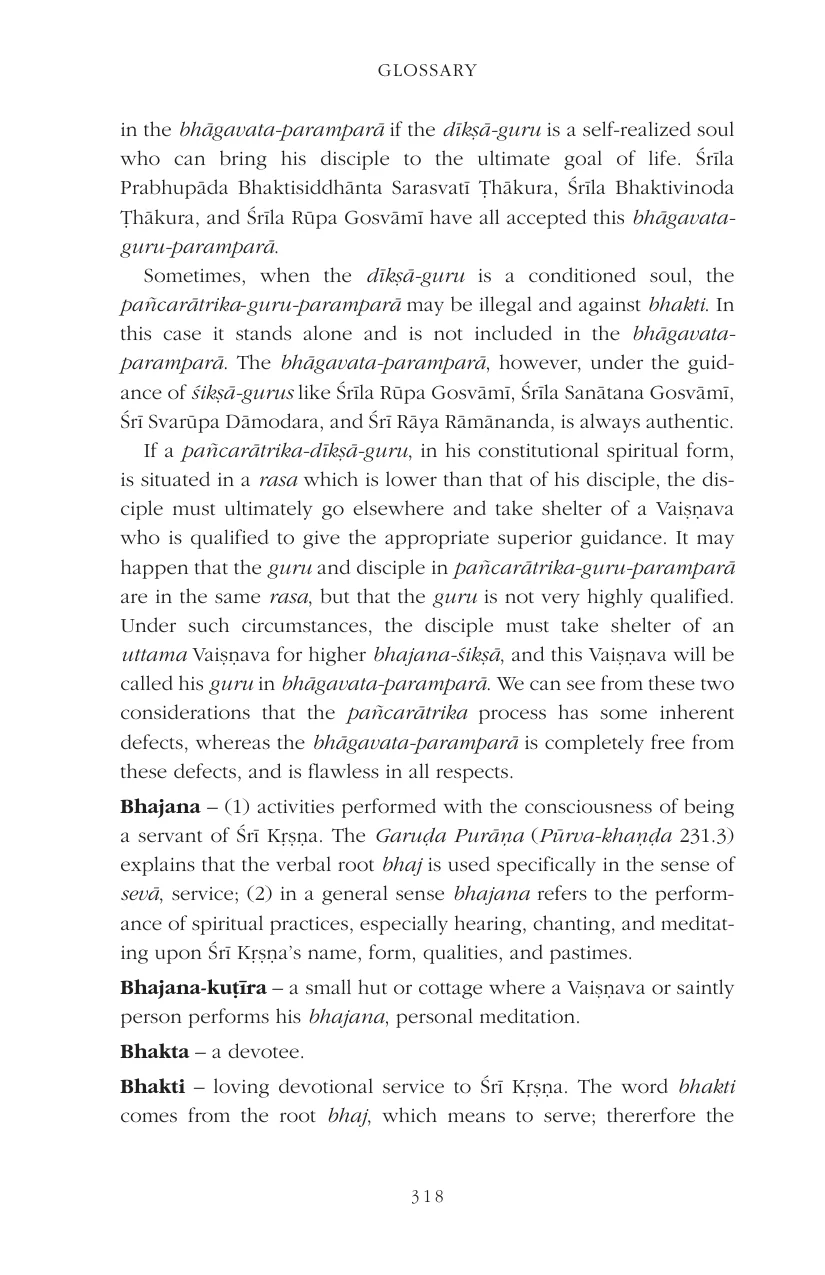 GLOSSARY
in the bhāgavata-paramparā if the dīkṣā-guru is a self-realized soul
who can bring his disciple to the ultimate goal of life. Śrīla
Prabhupāda Bhaktisiddhānta Sarasvatī Ṭhākura, Śrīla Bhaktivinoda
Ṭhākura, and Śrīla Rūpa Gosvāmī have all accepted this bhāgavata-
guru-paramparā.
Sometimes, when the dīkṣā-guru is a conditioned soul, the
pañcarātrika-guru-paramparā may be illegal and against bhakti. In
this case it stands alone and is not included in the bhāgavata-
paramparā. The bhāgavata-paramparā, however, under the guid-
ance of śikṣā-gurus like Śrīla Rūpa Gosvāmī, Śrīla Sanātana Gosvāmī,
Śrī Svarūpa Dāmodara, and Śrī Rāya Rāmānanda, is always authentic.
If a pañcarātrika-dīkṣā-guru, in his constitutional spiritual form,
is situated in a rasa which is lower than that of his disciple, the dis-
ciple must ultimately go elsewhere and take shelter of a Vaiṣṇava
who is qualified to give the appropriate superior guidance. It may
happen that the guru and disciple in pañcarātrika-guru-paramparā
are in the same rasa, but that the guru is not very highly qualified.
Under such circumstances, the disciple must take shelter of an
uttama Vaiṣṇava for higher bhajana-śikṣā, and this Vaiṣṇava will be
called his guru in bhāgavata-paramparā. We can see from these two
considerations that the pañcarātrika process has some inherent
defects, whereas the bhāgavata-paramparā is completely free from
these defects, and is flawless in all respects.
Bhajana – (1) activities performed with the consciousness of being
a servant of Śrī Kṛṣṇa. The Garuḍa Purāṇa (Pūrva-khaṇḍa 231.3)
explains that the verbal root bhaj is used specifically in the sense of
sevā, service; (2) in a general sense bhajana refers to the perform-
ance of spiritual practices, especially hearing, chanting, and meditat-
ing upon Śrī Kṛṣṇa’s name, form, qualities, and pastimes.
Bhajana-kuṭīra – a small hut or cottage where a Vaiṣṇava or saintly
person performs his bhajana, personal meditation.
Bhakta – a devotee.
Bhakti – loving devotional service to Śrī Kṛṣṇa. The word bhakti
comes from the root bhaj, which means to serve; thererfore the
318